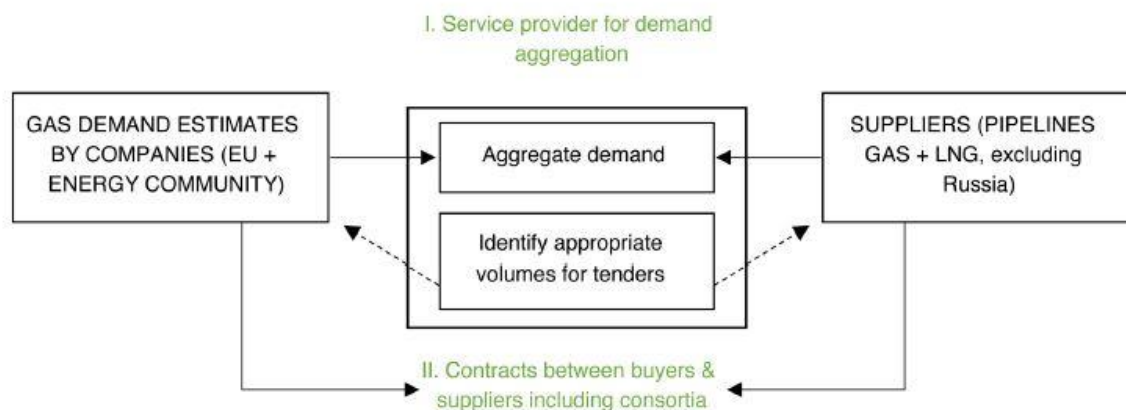 I. Service provider for demand
aggregation
GAS DEMAND ESTIMATES
BY COMPANIES (EU +
ENERGY COMMUNITY)
Aggregate demand
SUPPLIERS (PIPELINES
GAS + LNG, excluding
Russia)
Identify appropriate
volumes for tenders
II. Contracts between buyers &
suppliers including consortia